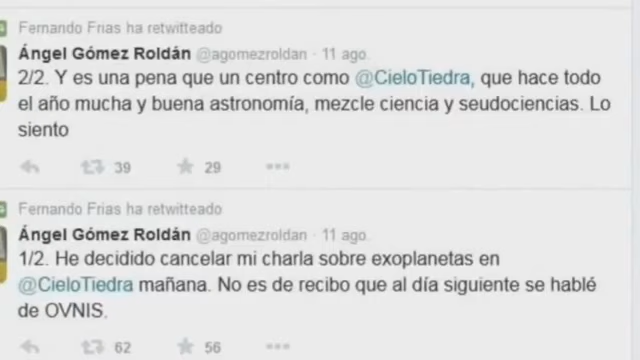 Fernando Frias ha retwitteado
Ángel Gómez Roldán @agomezroldan · 11 ago.
2/2. Y es una pena que un centro como @CieloTiedra, que hace todo
el año mucha y buena astronomía, mezcle ciencia y seudociencias. Lo
siento
39 29
Fernando Frias ha retwitteado
Ángel Gómez Roldán @agomezroldan · 11 ago.
1/2. He decidido cancelar mi charla sobre exoplanetas en
@CieloTiedra mañana. No es de recibo que al día siguiente se hablé
de OVNIS.
62 56